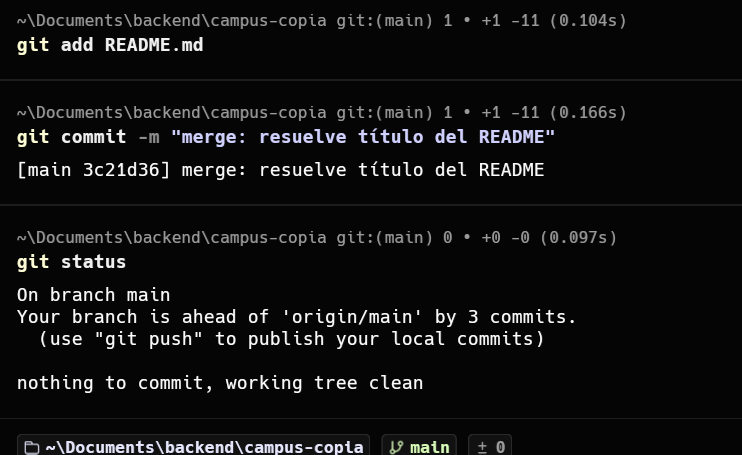 ~\Documents\backend\campus-copia git:(main) 1 • +1 -11 (0.104s)
git add README.md
~\Documents\backend\campus-copia git:(main) 1 • +1 -11 (0.166s)
git commit -m "merge: resuelve título del README"
[main 3c21d36] merge: resuelve título del README
~\Documents\backend\campus-copia git:(main) 0 • +0 -0 (0.097s)
git status
On branch main
Your branch is ahead of 'origin/main' by 3 commits.
  (use "git push" to publish your local commits)
nothing to commit, working tree clean
~\Documents\backend\campus-copia main ± 0